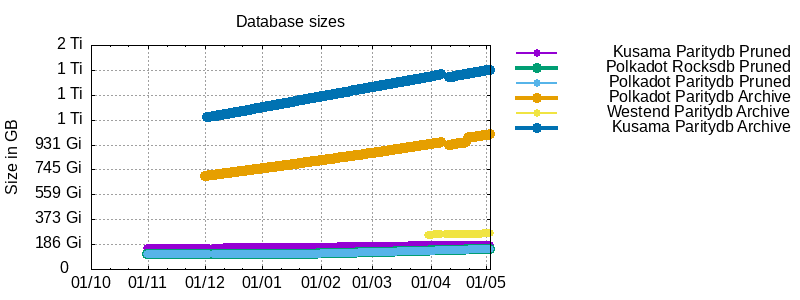 Database sizes
2 Ti
1 Ti
1 Ti
1 Ti
931 Gi
745 Gi
559 Gi
373 Gi
186 Gi
0
Size in GB
01/10 01/11 01/12 01/01 01/02 01/03 01/04 01/05
Kusama Paritydb Pruned
Polkadot Rocksdb Pruned
Polkadot Paritydb Pruned
Polkadot Paritydb Archive
Westend Paritydb Archive
Kusama Paritydb Archive